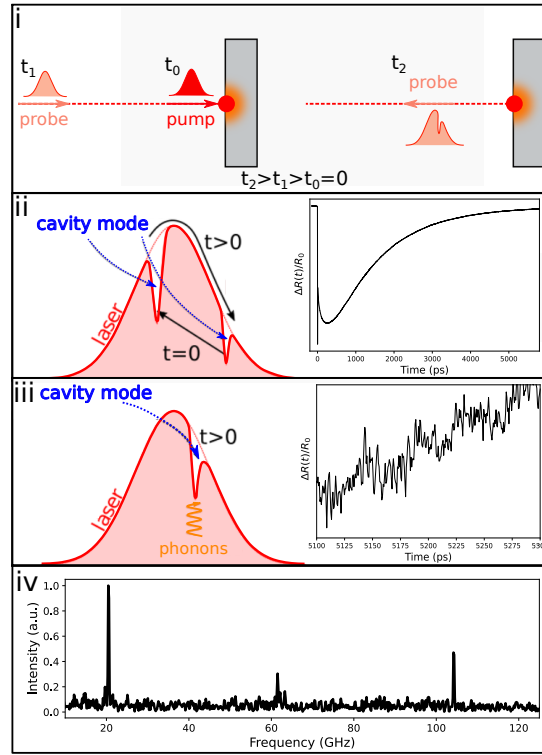 i
t₁
t₀
t₂
probe
pump
probe
t₂>t₁>t₀=0
ii
cavity mode
t>0
laser
t=0
ΔR(t)/R₀
0 1000 2000 3000 4000 5000
Time (ps)
iii
cavity mode
t>0
laser
phonons
ΔR(t)/R₀
5100 5125 5150 5175 5200 5225 5250 5275 530
Time (ps)
iv
Intensity (a.u.)
1.0
0.8
0.6
0.4
0.2
0.0
20 40 60 80 100 120
Frequency (GHz)